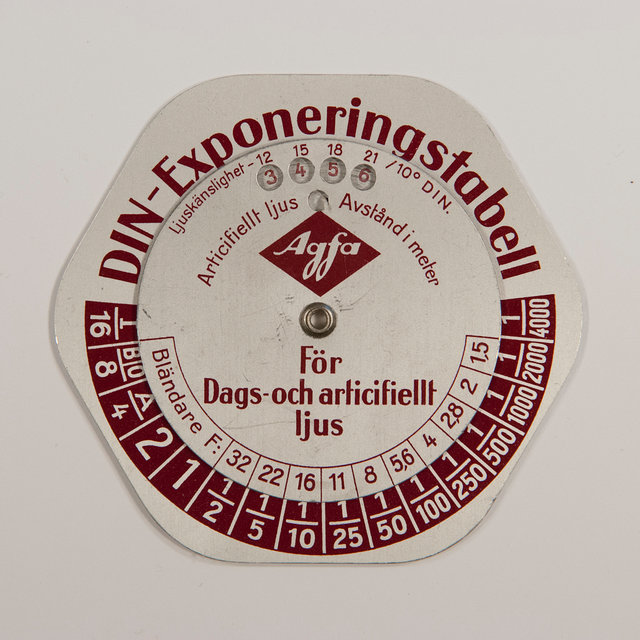 DIN-Exponeringstabell
Ljuskänslighet - 12 15 18 21 /10° DIN.
3 4 5 6
Artificiellt ljus Avstånd i meter
Agfa
För
Dags- och artificiellt
ljus
Bländare F: 32 22 16 11 8 5,6 4 2,8 2 1,5
16 8 4 2 1 1/2 1/5 1/10 1/25 1/50 1/100 1/250 1/500 1/1000 1/2000 1/4000